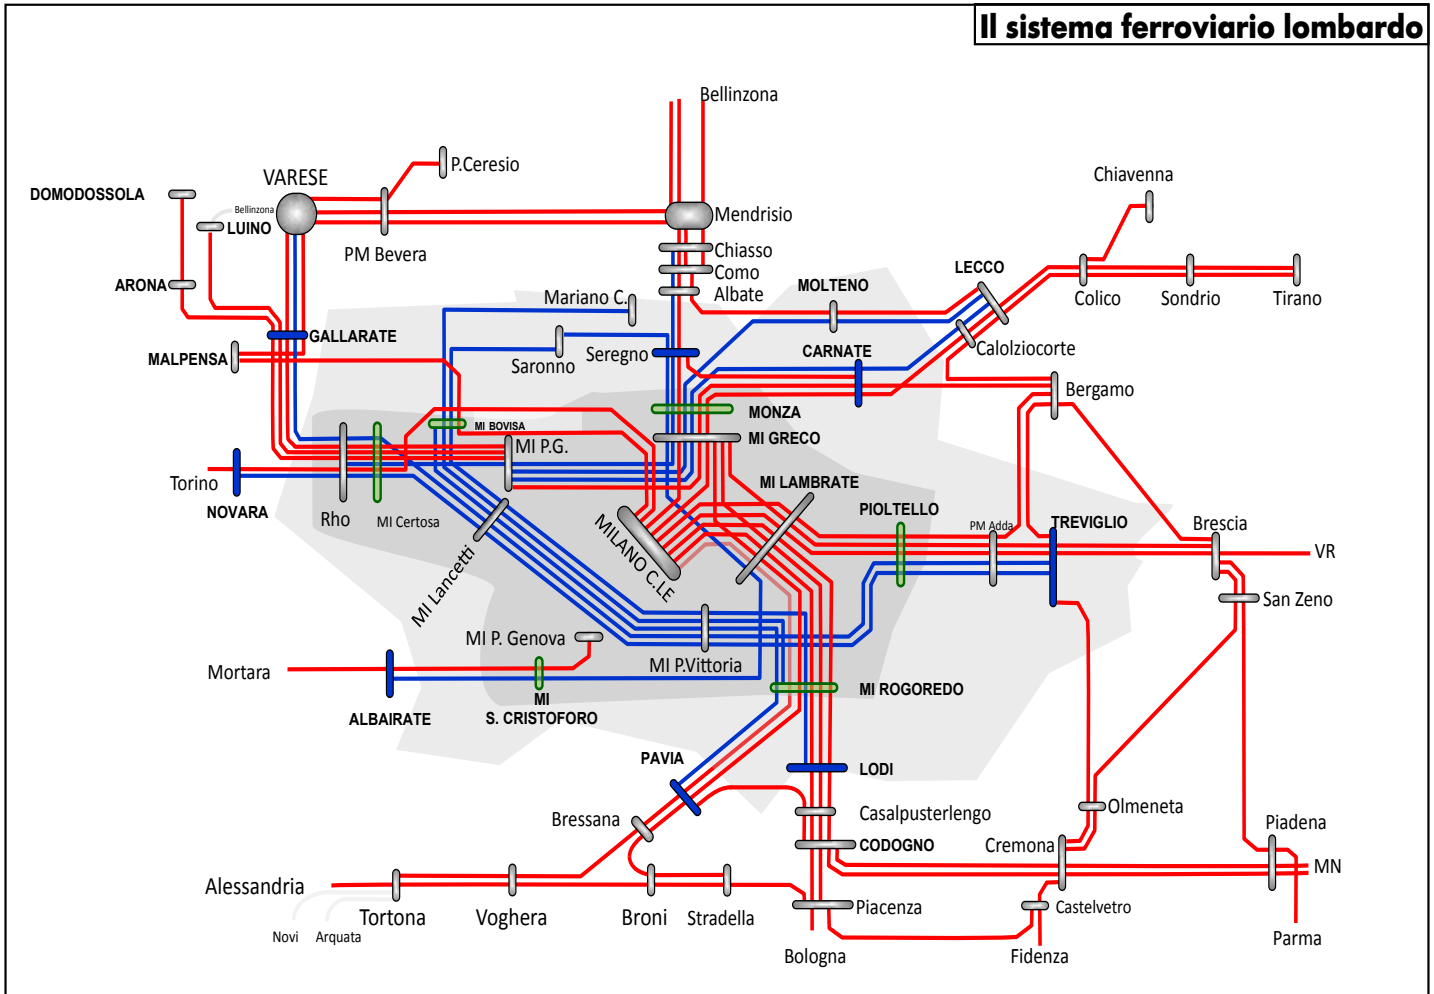 Il sistema ferroviario lombardo
Bellinzona
P.Ceresio
VARESE
Chiavenna
DOMODOSSOLA
Bellinzona
LUINO
Mendrisio
PM Bevera
Chiasso
Como
LECCO
ARONA
MOLTENO
Albate
Mariano C.
Colico
Sondrio
Tirano
GALLARATE
Seregno
CARNATE
Calolziocorte
MALPENSA
Saronno
Bergamo
MONZA
MI BOVISA
MI GRECO
MI P.G.
Torino
MI LAMBRATE
NOVARA
Rho
MI Certosa
PIOLTELLO
PM Adda
TREVIGLIO
Brescia
MILANO C.LE
VR
MI Lancetti
San Zeno
MI P. Genova
MI P.Vittoria
Mortara
MI
S. CRISTOFORO
MI ROGOREDO
ALBAIRATE
PAVIA
LODI
Olmeneta
Bressana
Casalpusterlengo
Piadena
CODOGNO
Cremona
MN
Alessandria
Tortona
Voghera
Broni
Stradella
Piacenza
Castelvetro
Novi
Arquata
Parma
Bologna
Fidenza